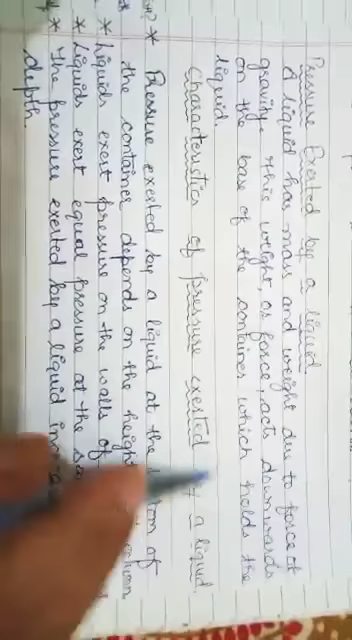 Pressure Exerted by a liquid
A liquid has mass and weight due to force of
gravity. This weight, or force, acts downwards
on the base of the container which holds the
liquid.
Characteristics of pressure exerted a liquid.
* Pressure exerted by a liquid at the of
the container depends on the height
* Liquids exert pressure on the walls of
* Liquids exert equal pressure at the
* The pressure exerted by a liquid
depth.